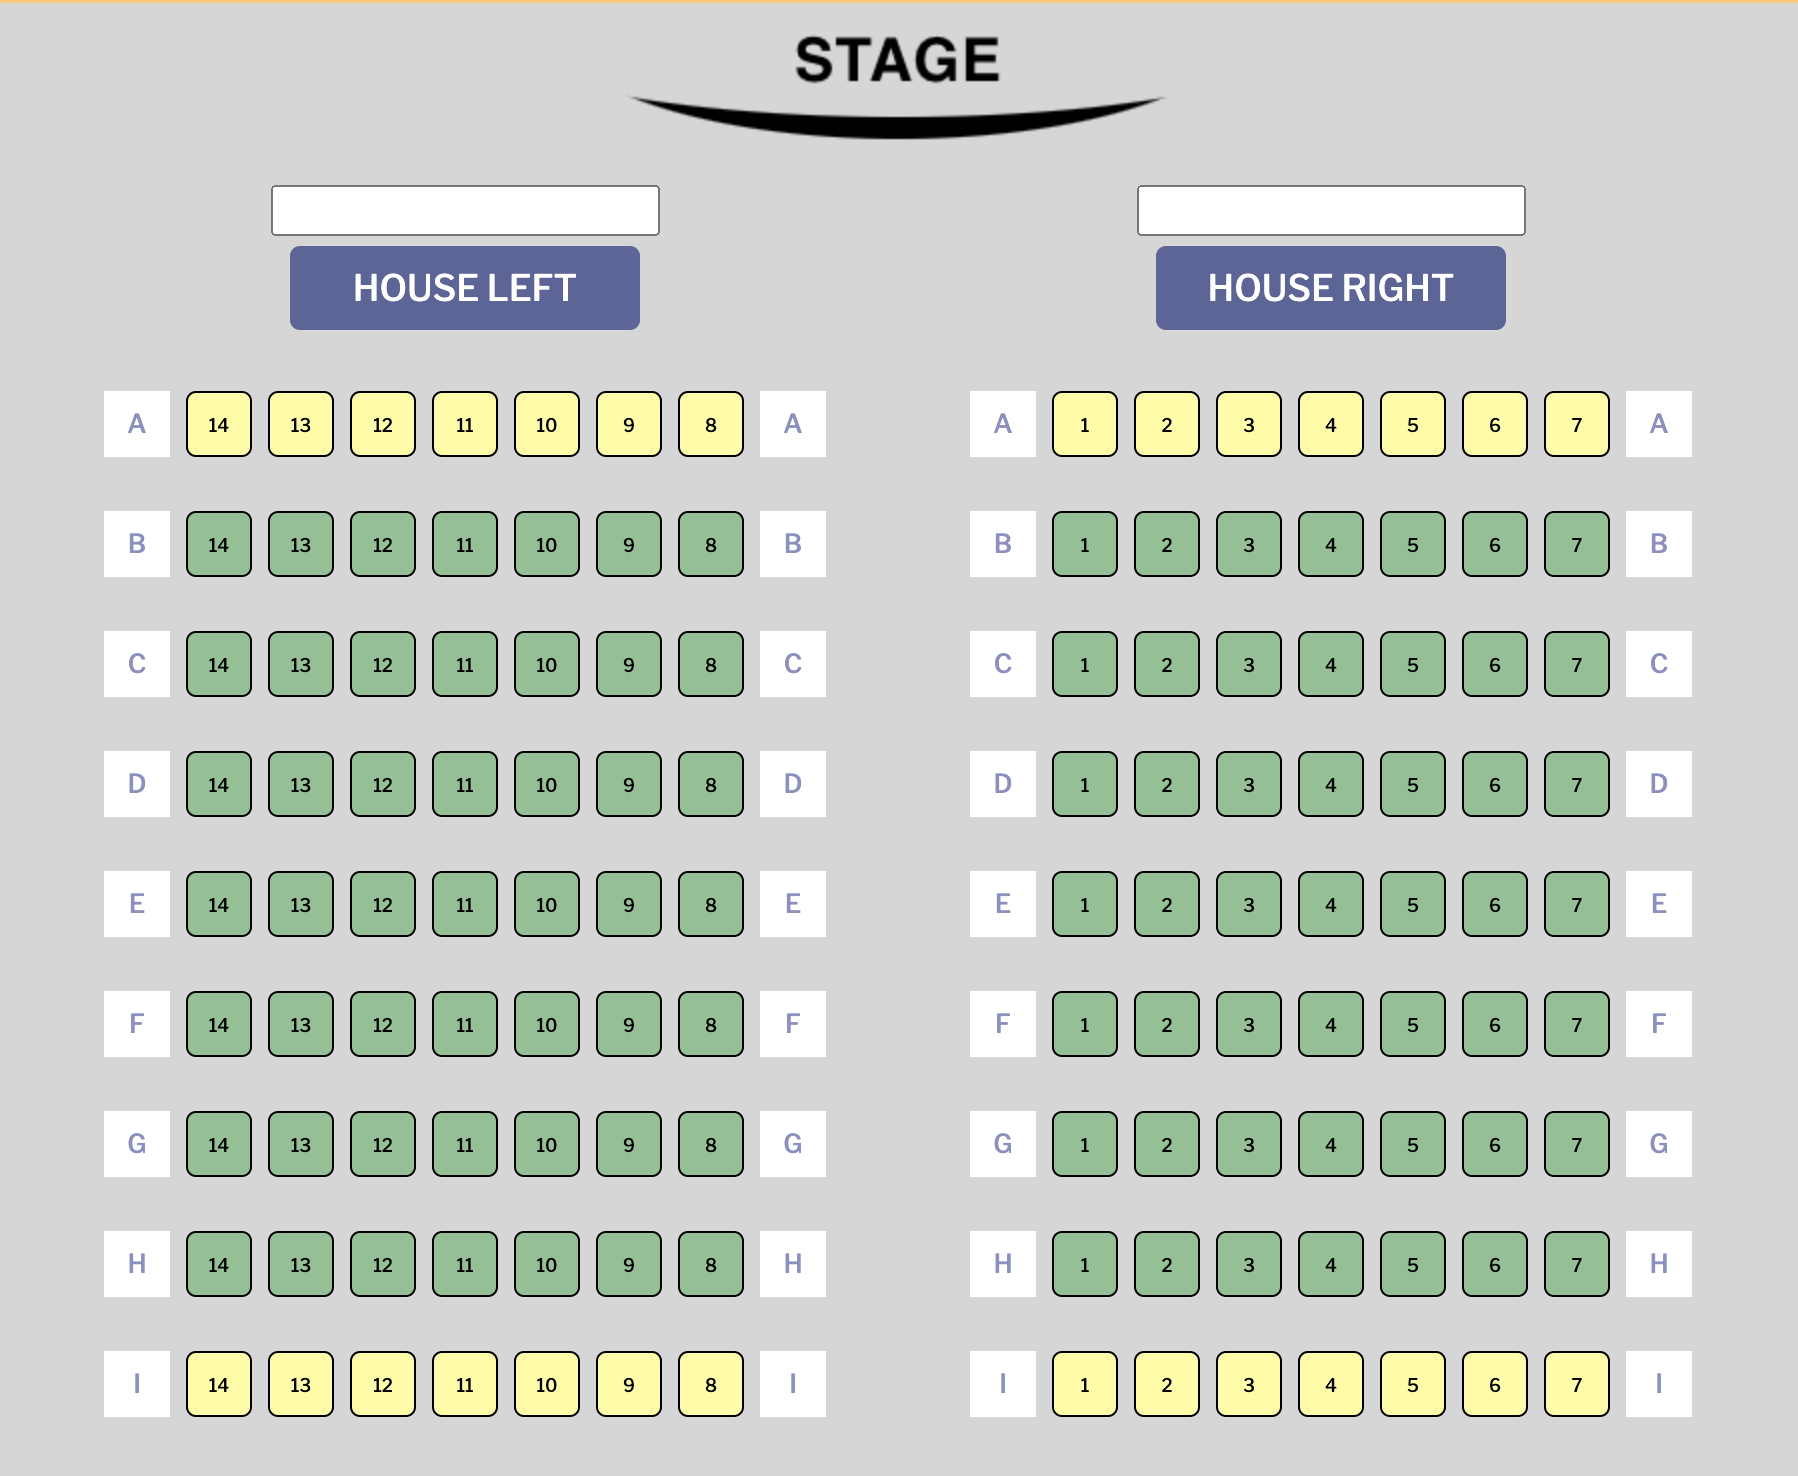 STAGE
HOUSE LEFT HOUSE RIGHT
A 14 13 12 11 10 9 8 A A 1 2 3 4 5 6 7 A
B 14 13 12 11 10 9 8 B B 1 2 3 4 5 6 7 B
C 14 13 12 11 10 9 8 C C 1 2 3 4 5 6 7 C
D 14 13 12 11 10 9 8 D D 1 2 3 4 5 6 7 D
E 14 13 12 11 10 9 8 E E 1 2 3 4 5 6 7 E
F 14 13 12 11 10 9 8 F F 1 2 3 4 5 6 7 F
G 14 13 12 11 10 9 8 G G 1 2 3 4 5 6 7 G
H 14 13 12 11 10 9 8 H H 1 2 3 4 5 6 7 H
I 14 13 12 11 10 9 8 I I 1 2 3 4 5 6 7 I